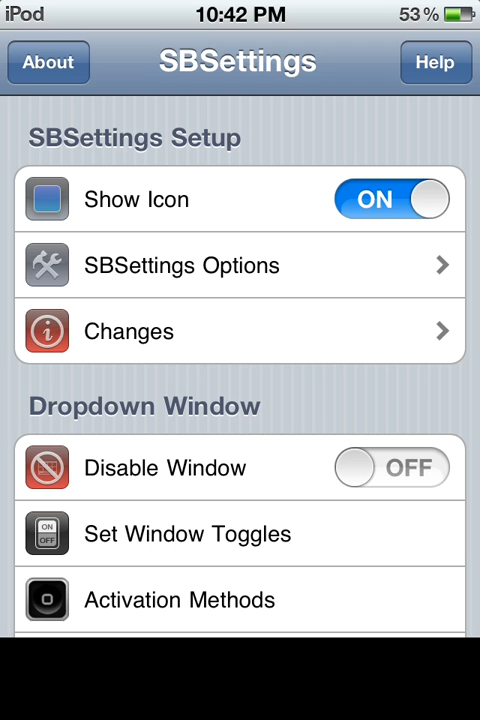 iPod 10:42 PM 53%
About SBSettings Help
SBSettings Setup
Show Icon ON
SBSettings Options
Changes
Dropdown Window
Disable Window OFF
ON
OFF
Set Window Toggles
Activation Methods